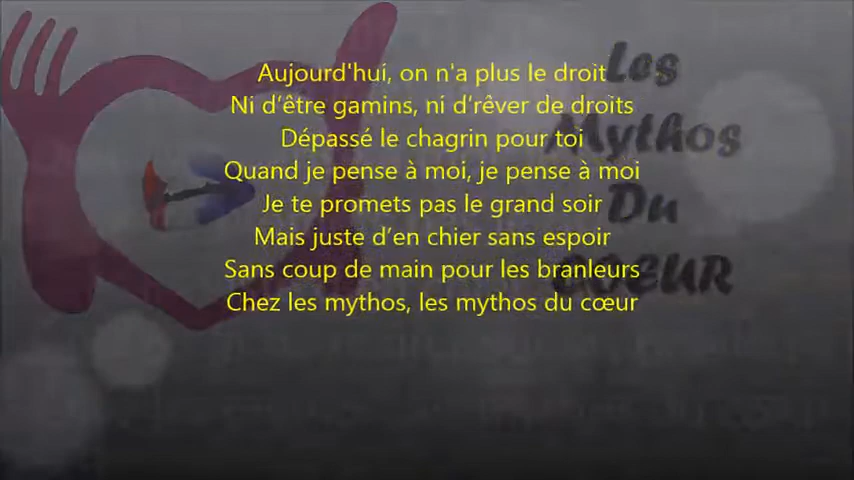 Aujourd'hui, on n'a plus le droit
Ni d’être gamins, ni d’rêver de droits
Dépassé le chagrin pour toi
Quand je pense à moi, je pense à moi
Je te promets pas le grand soir
Mais juste d’en chier sans espoir
Sans coup de main pour les branleurs
Chez les mythos, les mythos du cœur
Les
Mythos
Du
COEUR